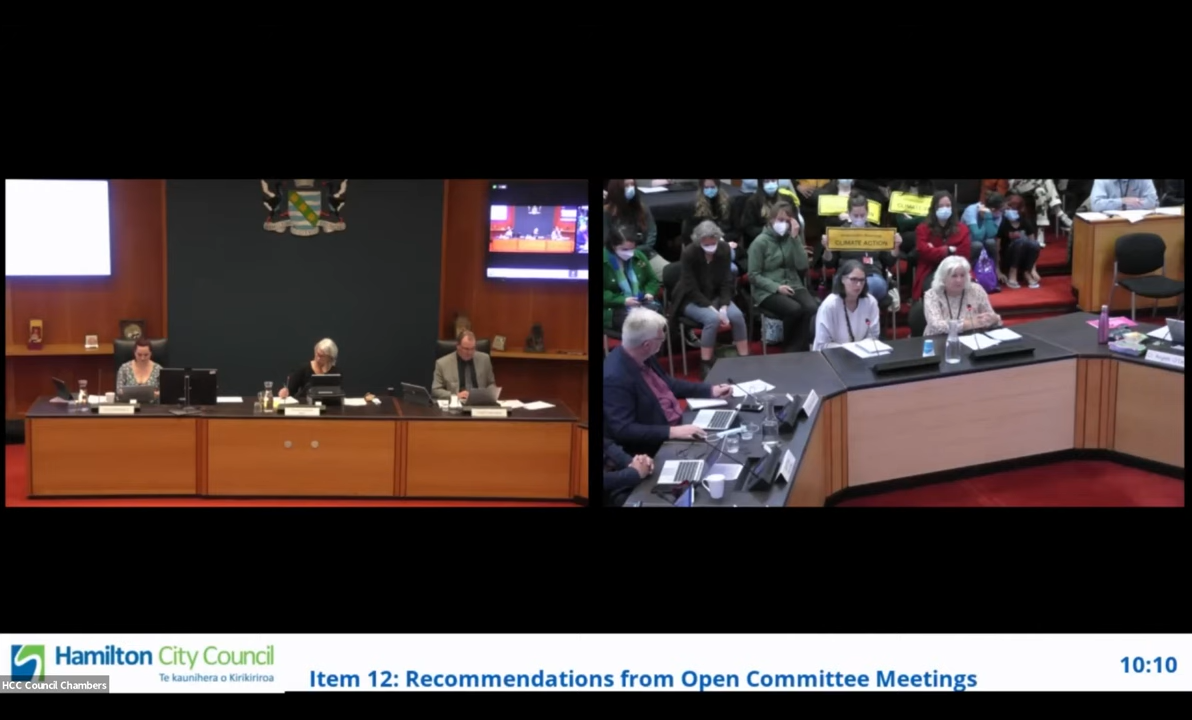 CLIMATE ACTION
Hamilton City Council
Te kaunihera o Kirikiriroa
HCC Council Chambers
Item 12: Recommendations from Open Committee Meetings
10:10